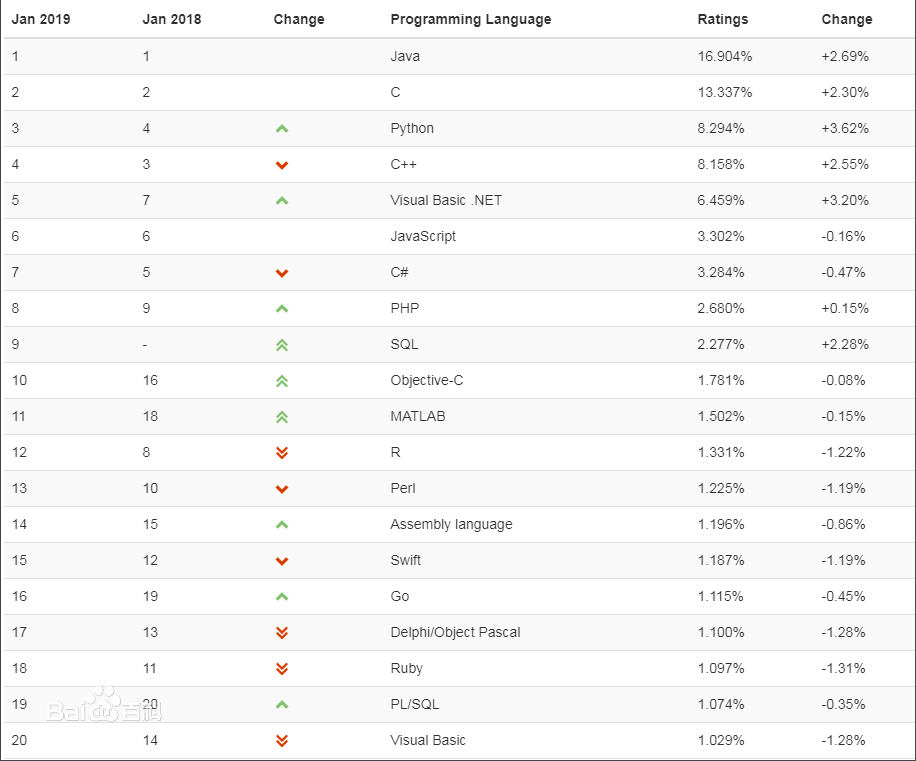 Jan 2019 Jan 2018 Change Programming Language Ratings Change
1 1 Java 16.904% +2.69%
2 2 C 13.337% +2.30%
3 4 Python 8.294% +3.62%
4 3 C++ 8.158% +2.55%
5 7 Visual Basic .NET 6.459% +3.20%
6 6 JavaScript 3.302% -0.16%
7 5 C# 3.284% -0.47%
8 9 PHP 2.680% +0.15%
9 - SQL 2.277% +2.28%
10 16 Objective-C 1.781% -0.08%
11 18 MATLAB 1.502% -0.15%
12 8 R 1.331% -1.22%
13 10 Perl 1.225% -1.19%
14 15 Assembly language 1.196% -0.86%
15 12 Swift 1.187% -1.19%
16 19 Go 1.115% -0.45%
17 13 Delphi/Object Pascal 1.100% -1.28%
18 11 Ruby 1.097% -1.31%
19 20 PL/SQL 1.074% -0.35%
Bai百科
20 14 Visual Basic 1.029% -1.28%